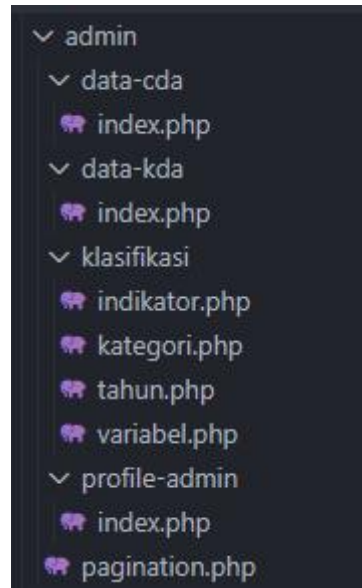 admin
data-cda
index.php
data-kda
index.php
klasifikasi
indikator.php
kategori.php
tahun.php
variabel.php
profile-admin
index.php
pagination.php